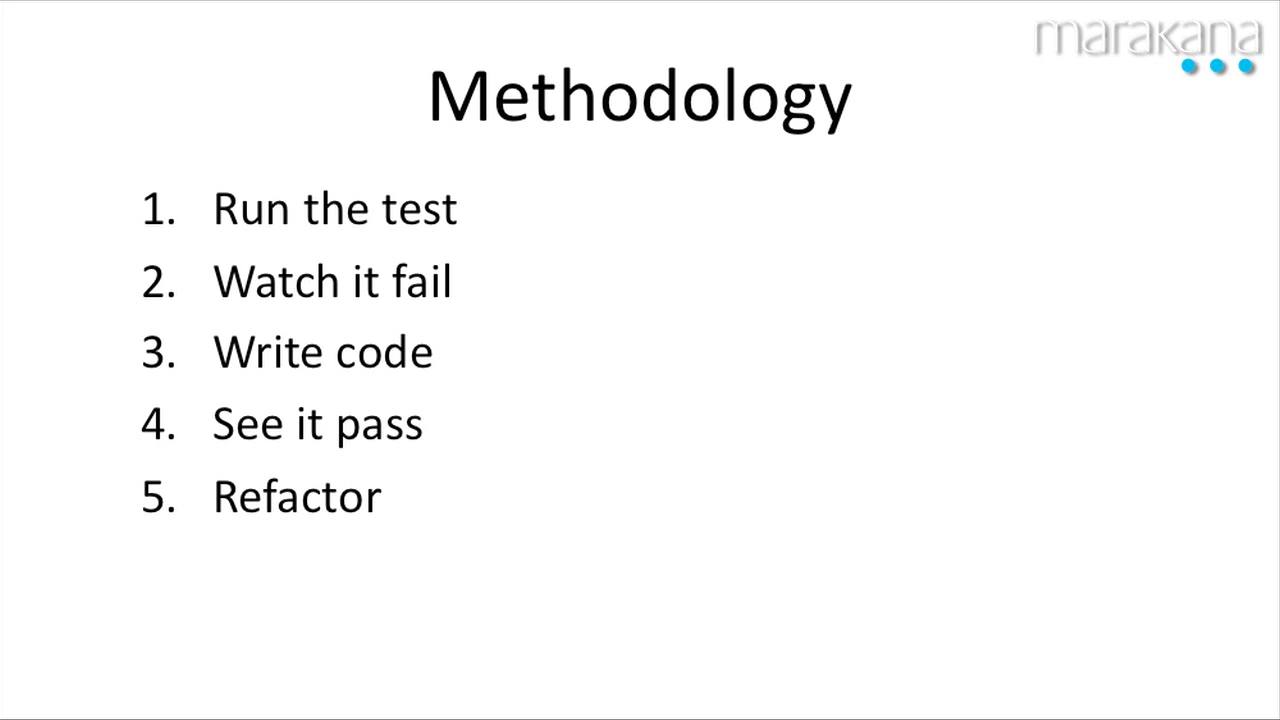 marakana
Methodology
1. Run the test
2. Watch it fail
3. Write code
4. See it pass
5. Refactor